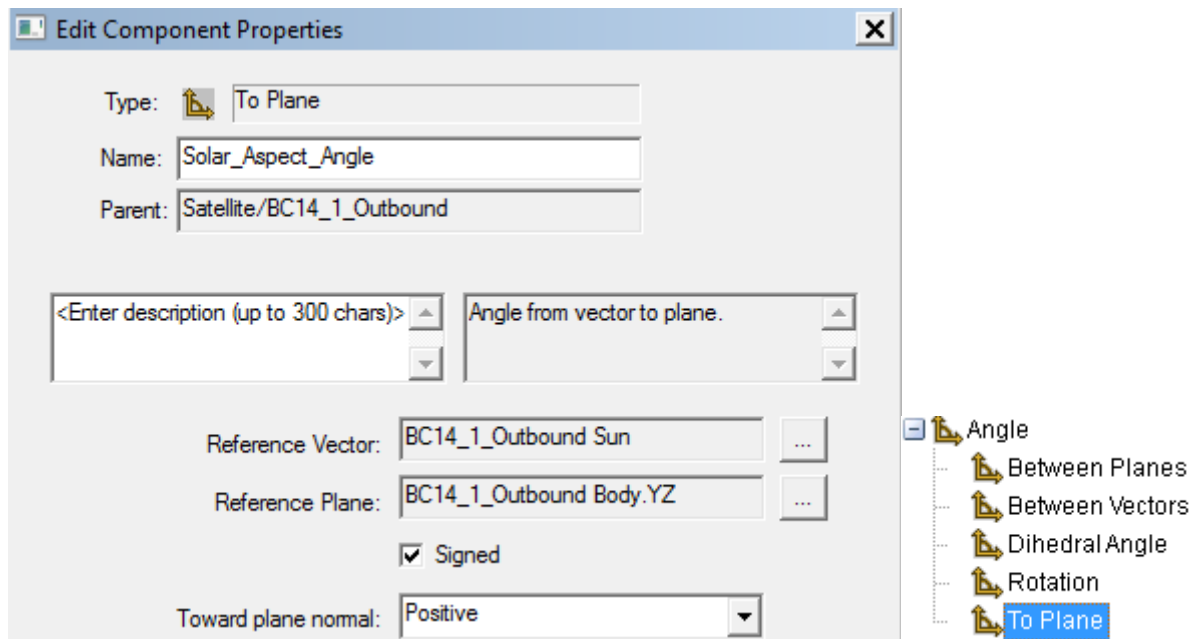 Edit Component Properties
Type: To Plane
Name: Solar_Aspect_Angle
Parent: Satellite/BC14_1_Outbound
<Enter description (up to 300 chars)>
Angle from vector to plane.
Reference Vector: BC14_1_Outbound Sun ...
Reference Plane: BC14_1_Outbound Body.YZ ...
Signed
Toward plane normal: Positive
Angle
Between Planes
Between Vectors
Dihedral Angle
Rotation
To Plane